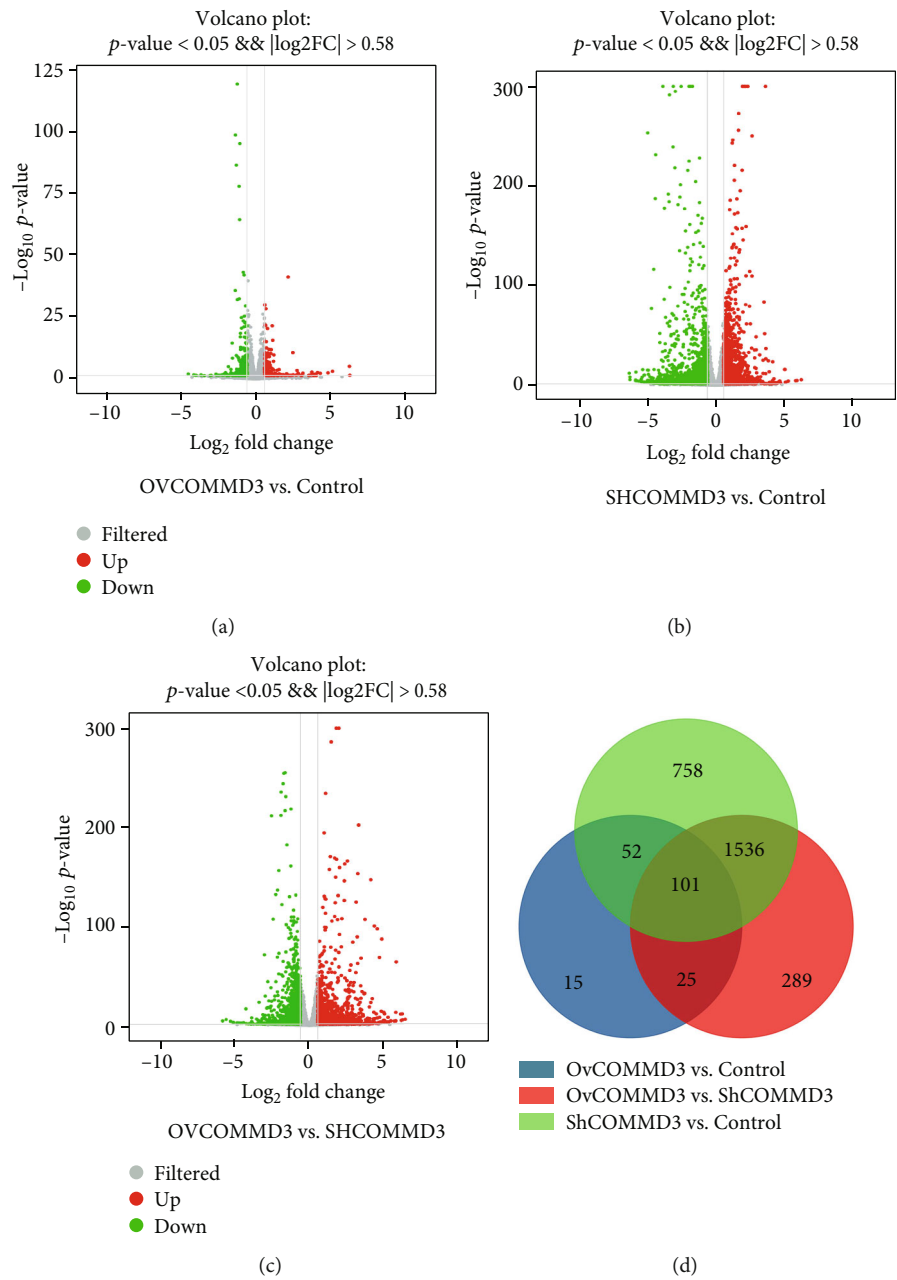 Volcano plot:
p-value < 0.05 && |log2FC| > 0.58
125
100
75
50
25
0
–Log10 p-value
–10
–5
0
5
10
Log2 fold change
OVCOMMD3 vs. Control
Filtered
Up
Down
(a)
Volcano plot:
p-value < 0.05 && |log2FC| > 0.58
300
200
100
0
–Log10 p-value
–10
–5
0
5
10
Log2 fold change
SHCOMMD3 vs. Control
(b)
Volcano plot:
p-value <0.05 && |log2FC| > 0.58
300
200
100
0
–Log10 p-value
–10
–5
0
5
10
Log2 fold change
OVCOMMD3 vs. SHCOMMD3
Filtered
Up
Down
(c)
758
52
1536
101
15
25
289
OvCOMMD3 vs. Control
OvCOMMD3 vs. ShCOMMD3
ShCOMMD3 vs. Control
(d)